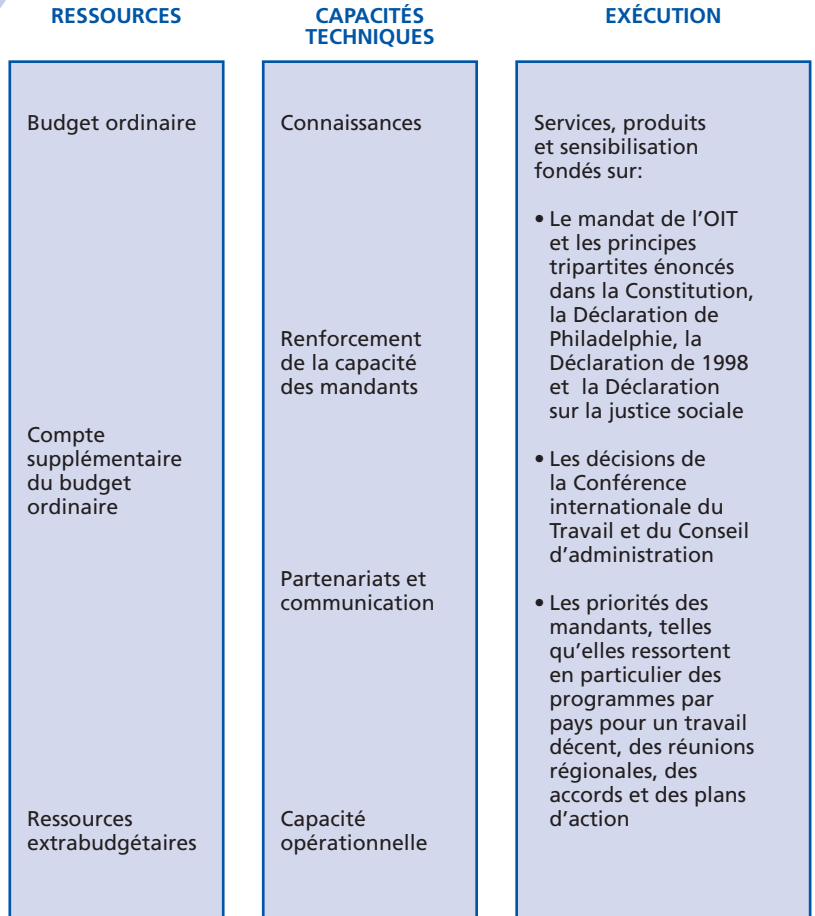 RESSOURCES
Budget ordinaire
Compte
supplémentaire
du budget
ordinaire
Ressources
extrabudgétaires
CAPACITÉS
TECHNIQUES
Connaissances
Renforcement
de la capacité
des mandants
Partenariats et
communication
Capacité
opérationnelle
EXÉCUTION
Services, produits
et sensibilisation
fondés sur:
• Le mandat de l'OIT
et les principes
tripartites énoncés
dans la Constitution,
la Déclaration de
Philadelphie, la
Déclaration de 1998
et la Déclaration
sur la justice sociale
• Les décisions de
la Conférence
internationale du
Travail et du Conseil
d'administration
• Les priorités des
mandants, telles
qu'elles ressortent
en particulier des
programmes par
pays pour un travail
décent, des réunions
régionales, des
accords et des plans
d'action